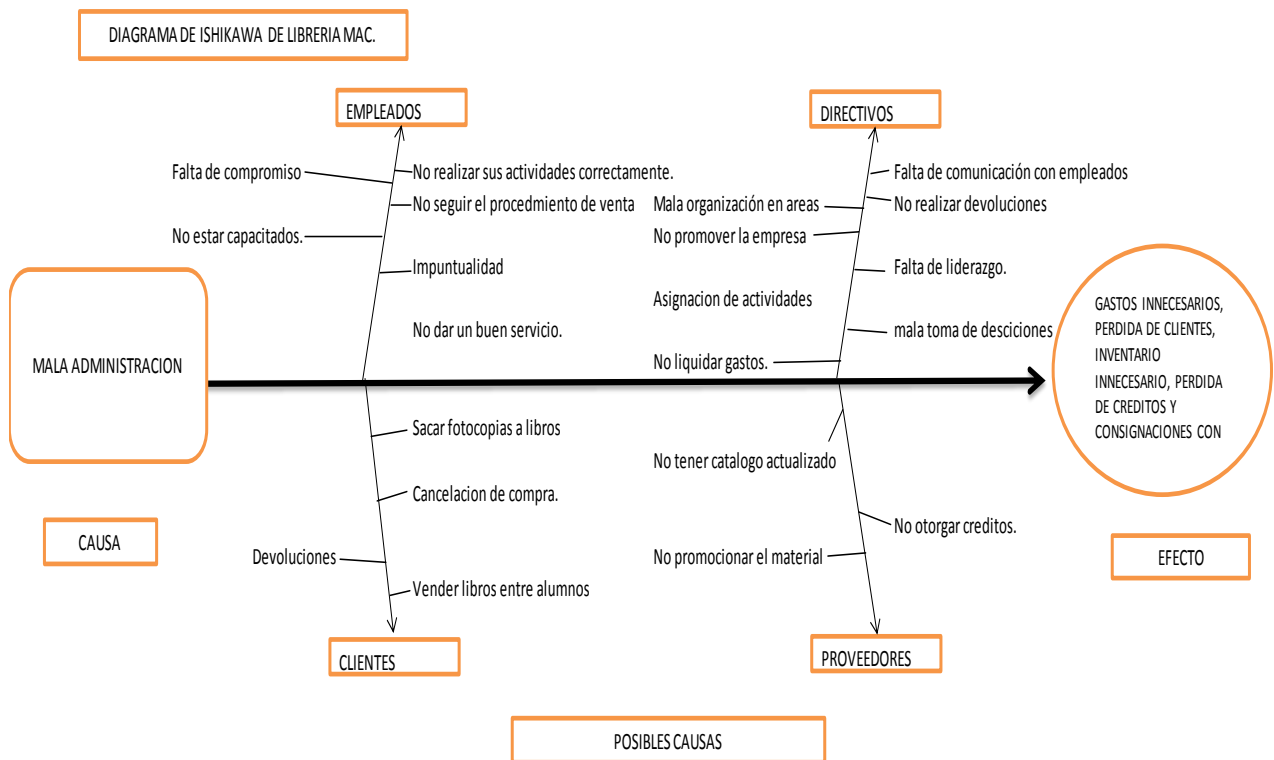 DIAGRAMA DE ISHIKAWA DE LIBRERIA MAC.
EMPLEADOS
DIRECTIVOS
Falta de compromiso
No realizar sus actividades correctamente.
No seguir el procedmiento de venta
No estar capacitados.
Impuntualidad
No dar un buen servicio.
Falta de comunicación con empleados
Mala organización en areas
No realizar devoluciones
No promover la empresa
Falta de liderazgo.
Asignacion de actividades
mala toma de desciciones
No liquidar gastos.
MALA ADMINISTRACION
GASTOS INNECESARIOS,
PERDIDA DE CLIENTES,
INVENTARIO
INNECESARIO, PERDIDA
DE CREDITOS Y
CONSIGNACIONES CON
Sacar fotocopias a libros
Cancelacion de compra.
Devoluciones
Vender libros entre alumnos
No tener catalogo actualizado
No otorgar creditos.
No promocionar el material
CAUSA
EFECTO
CLIENTES
PROVEEDORES
POSIBLES CAUSAS